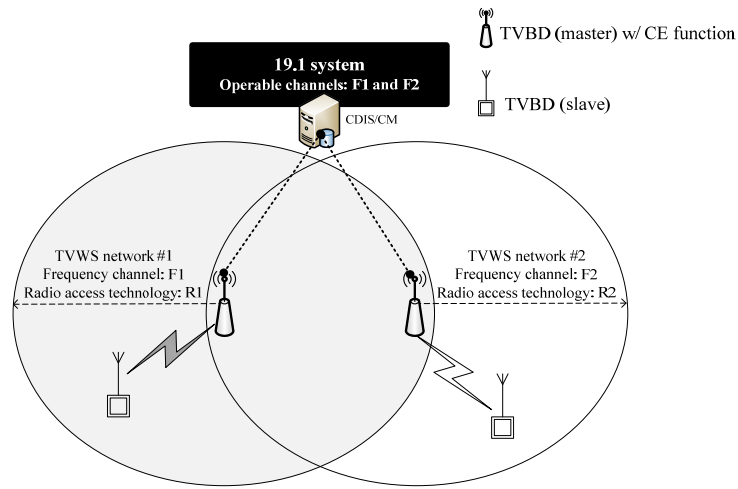 TVBD (master) w/ CE function
19.1 system
Operable channels: F1 and F2
TVBD (slave)
CDIS/CM
TVWS network #1
Frequency channel: F1
Radio access technology: R1
TVWS network #2
Frequency channel: F2
Radio access technology: R2